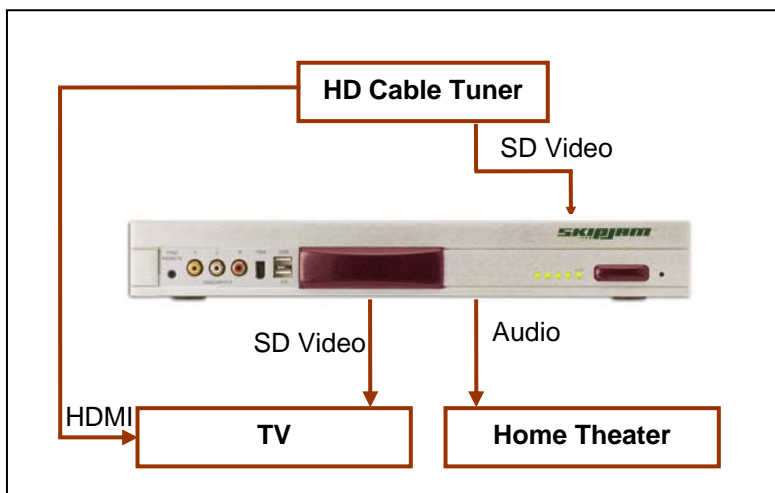 HD Cable Tuner
SD Video
SKIPJAM
SD Video
Audio
HDMI
TV
Home Theater